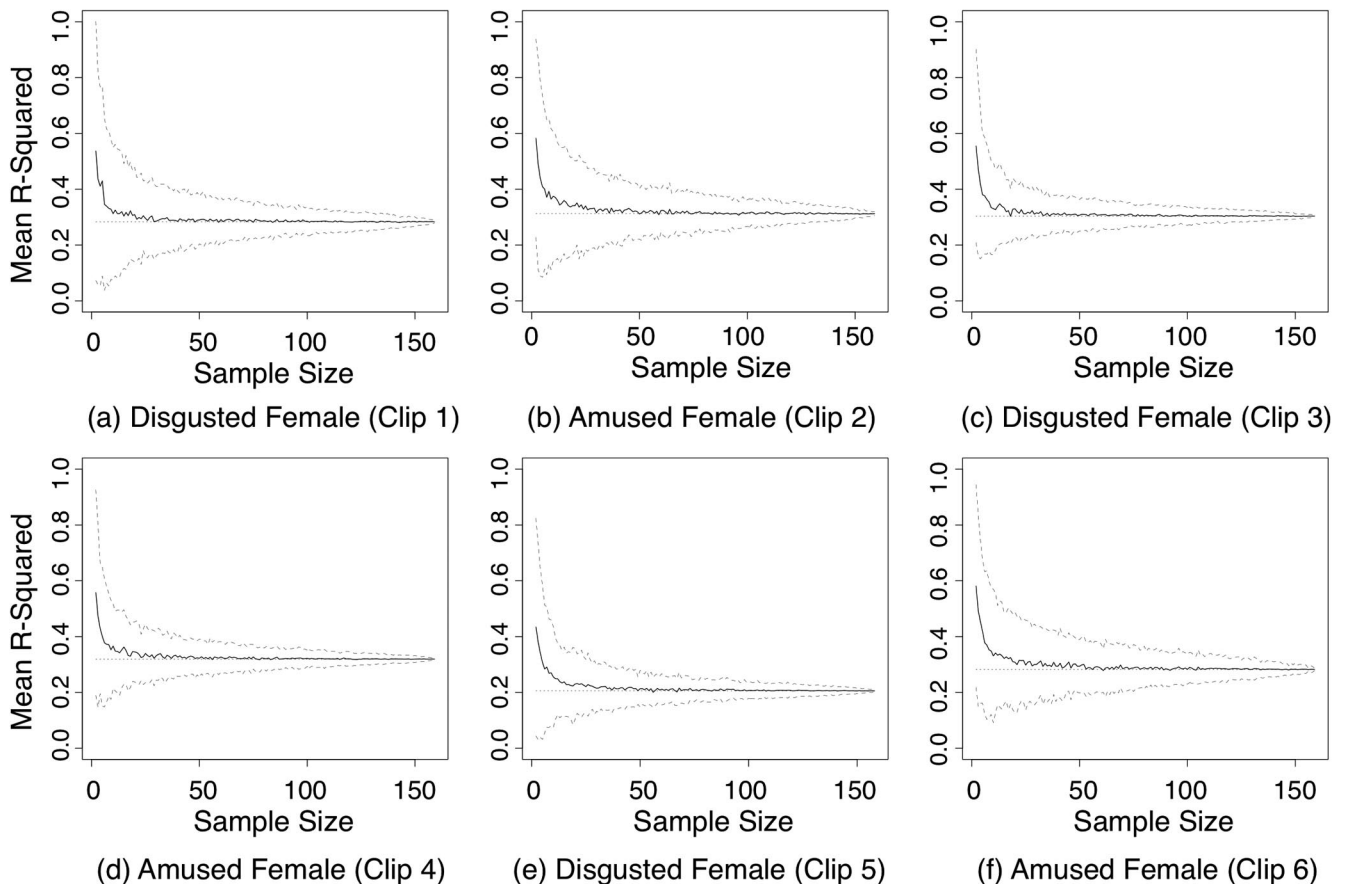 Mean R-Squared
1.0
0.8
0.6
0.4
0.2
0.0
0 50 100 150
Sample Size
(a) Disgusted Female (Clip 1)
1.0
0.8
0.6
0.4
0.2
0.0
0 50 100 150
Sample Size
(b) Amused Female (Clip 2)
1.0
0.8
0.6
0.4
0.2
0.0
0 50 100 150
Sample Size
(c) Disgusted Female (Clip 3)
Mean R-Squared
1.0
0.8
0.6
0.4
0.2
0.0
0 50 100 150
Sample Size
(d) Amused Female (Clip 4)
1.0
0.8
0.6
0.4
0.2
0.0
0 50 100 150
Sample Size
(e) Disgusted Female (Clip 5)
1.0
0.8
0.6
0.4
0.2
0.0
0 50 100 150
Sample Size
(f) Amused Female (Clip 6)